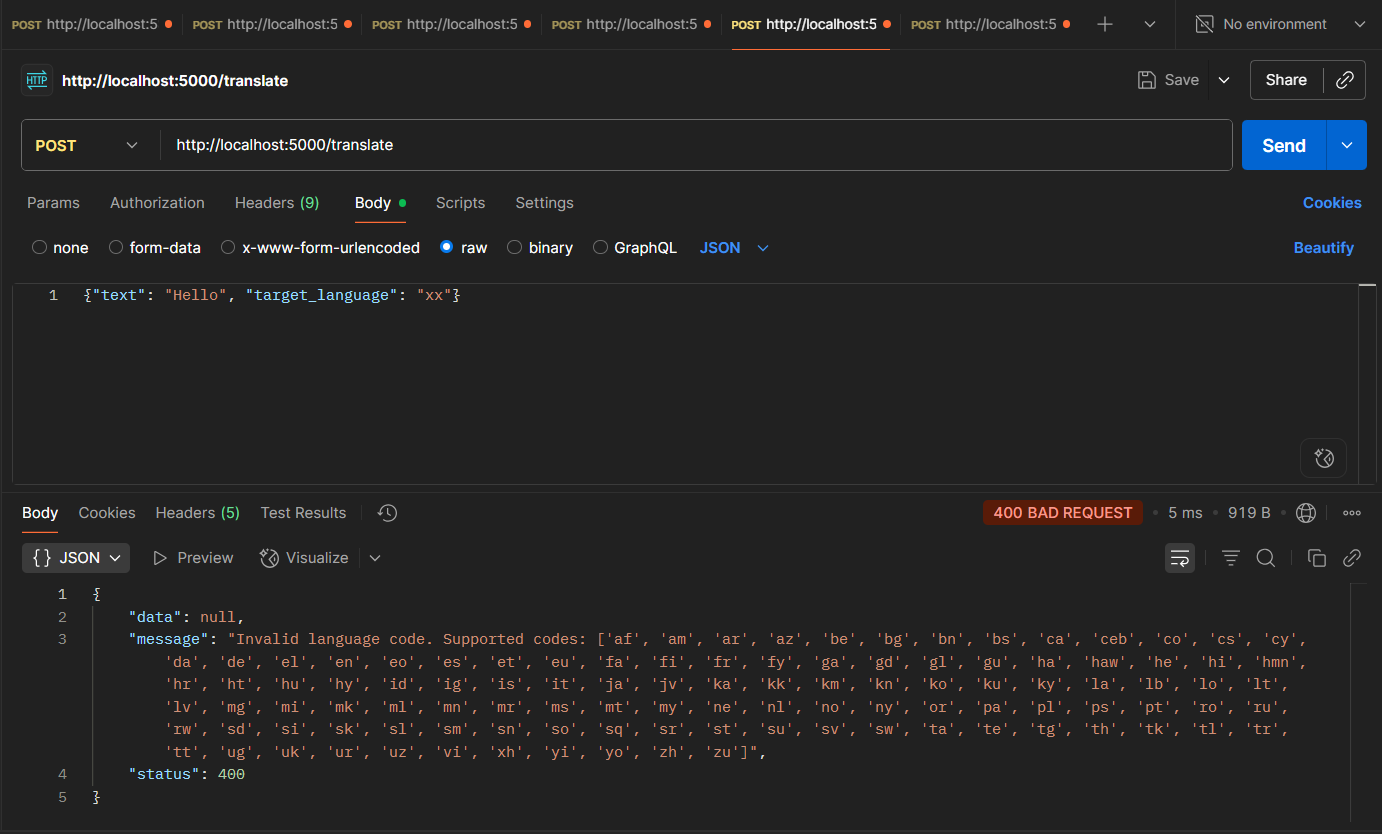 POST http://localhost:5 POST http://localhost:5 POST http://localhost:5 POST http://localhost:5 POST http://localhost:5 POST http://localhost:5 No environment
HTTP http://localhost:5000/translate Save Share
POST http://localhost:5000/translate Send
Params Authorization Headers (9) Body Scripts Settings Cookies
none form-data x-www-form-urlencoded raw binary GraphQL JSON Beautify
1 {"text": "Hello", "target_language": "xx"}
Body Cookies Headers (5) Test Results 400 BAD REQUEST 5 ms 919 B
{} JSON Preview Visualize
1 {
2 "data": null,
3 "message": "Invalid language code. Supported codes: ['af', 'am', 'ar', 'az', 'be', 'bg', 'bn', 'bs', 'ca', 'ceb', 'co', 'cs', 'cy',
'da', 'de', 'el', 'en', 'eo', 'es', 'et', 'eu', 'fa', 'fi', 'fr', 'fy', 'ga', 'gd', 'gl', 'gu', 'ha', 'haw', 'he', 'hi', 'hmn',
'hr', 'ht', 'hu', 'hy', 'id', 'ig', 'is', 'it', 'ja', 'jv', 'ka', 'kk', 'km', 'kn', 'ko', 'ku', 'ky', 'la', 'lb', 'lo', 'lt',
'lv', 'mg', 'mi', 'mk', 'ml', 'mn', 'mr', 'ms', 'mt', 'my', 'ne', 'nl', 'no', 'ny', 'or', 'pa', 'pl', 'ps', 'pt', 'ro', 'ru',
'rw', 'sd', 'si', 'sk', 'sl', 'sm', 'sn', 'so', 'sq', 'sr', 'st', 'su', 'sv', 'sw', 'ta', 'te', 'tg', 'th', 'tk', 'tl', 'tr',
'tt', 'ug', 'uk', 'ur', 'uz', 'vi', 'xh', 'yi', 'yo', 'zh', 'zu']",
4 "status": 400
5 }